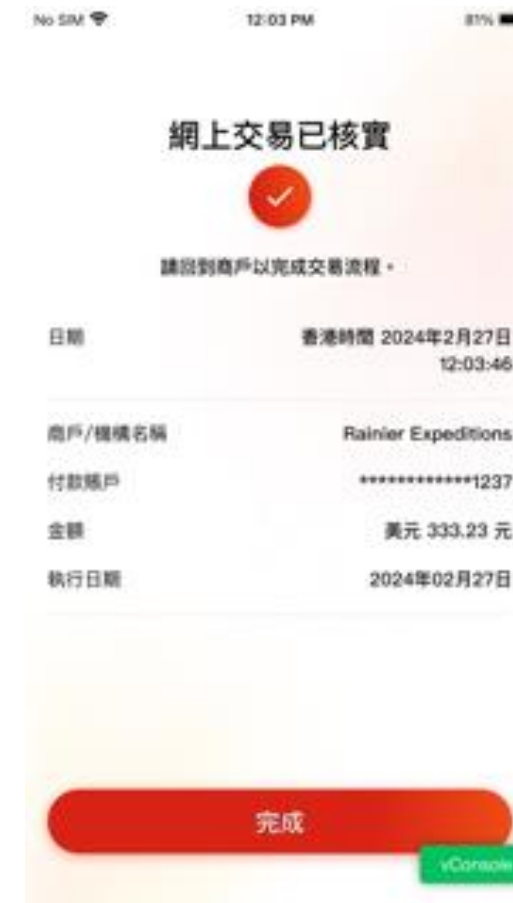 No SIM
12:03 PM
81%
網上交易已核實
請回到商戶以完成交易流程。
日期
香港時間 2024年2月27日
12:03:46
商戶/機構名稱
Rainier Expeditions
付款賬戶
************1237
金額
美元 333.23 元
執行日期
2024年02月27日
完成
vConsole